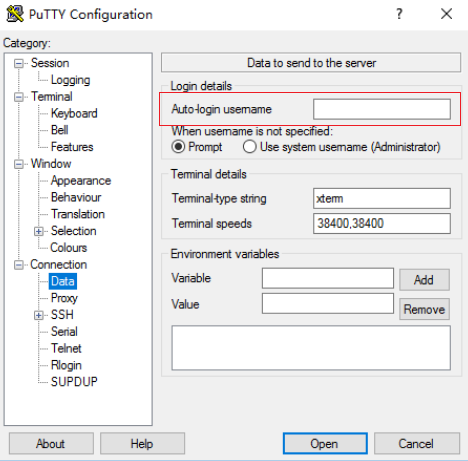 PuTTY Configuration
?
Category:
Session
Logging
Terminal
Keyboard
Bell
Features
Window
Appearance
Behaviour
Translation
Selection
Colours
Connection
Data
Proxy
SSH
Serial
Telnet
Rlogin
SUPDUP
Data to send to the server
Login details
Auto-login username
When username is not specified:
Prompt Use system username (Administrator)
Terminal details
Terminal-type string xterm
Terminal speeds 38400,38400
Environment variables
Variable Add
Value Remove
About Help Open Cancel